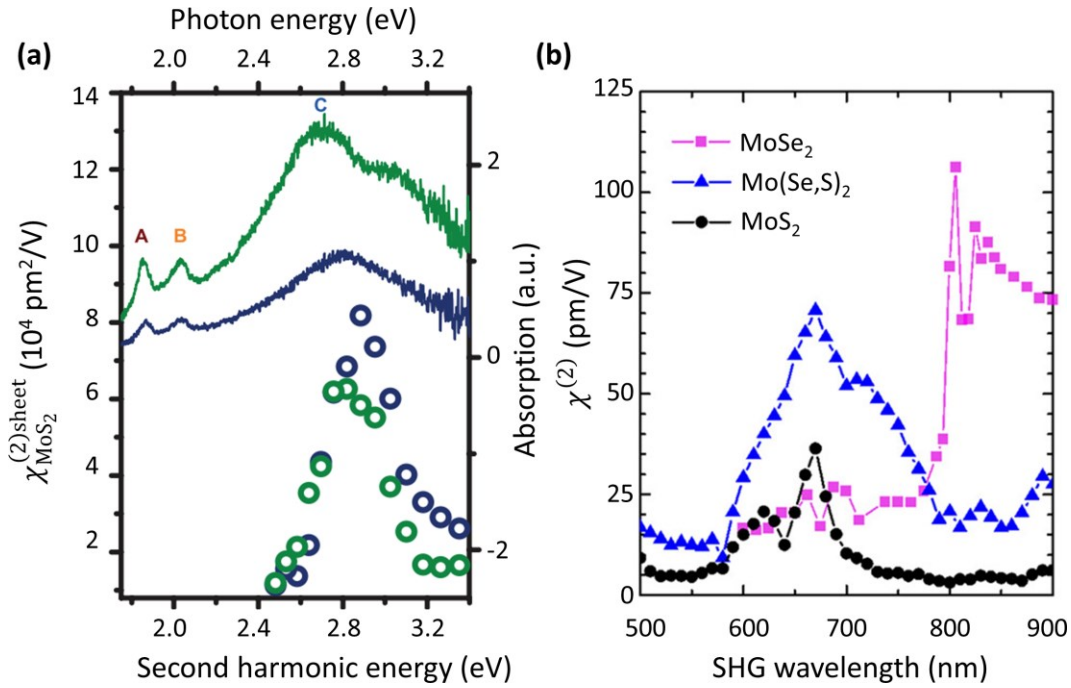 (a)
Photon energy (eV)
2.0 2.4 2.8 3.2
14
12
10
8
6
4
2
χ(2)sheet MoS2 (10⁴ pm²/V)
A
B
C
2
0
-2
Absorption (a.u.)
2.0 2.4 2.8 3.2
Second harmonic energy (eV)
(b)
125
100
75
50
25
0
χ(2) (pm/V)
MoSe2
Mo(Se,S)2
MoS2
500 600 700 800 900
SHG wavelength (nm)